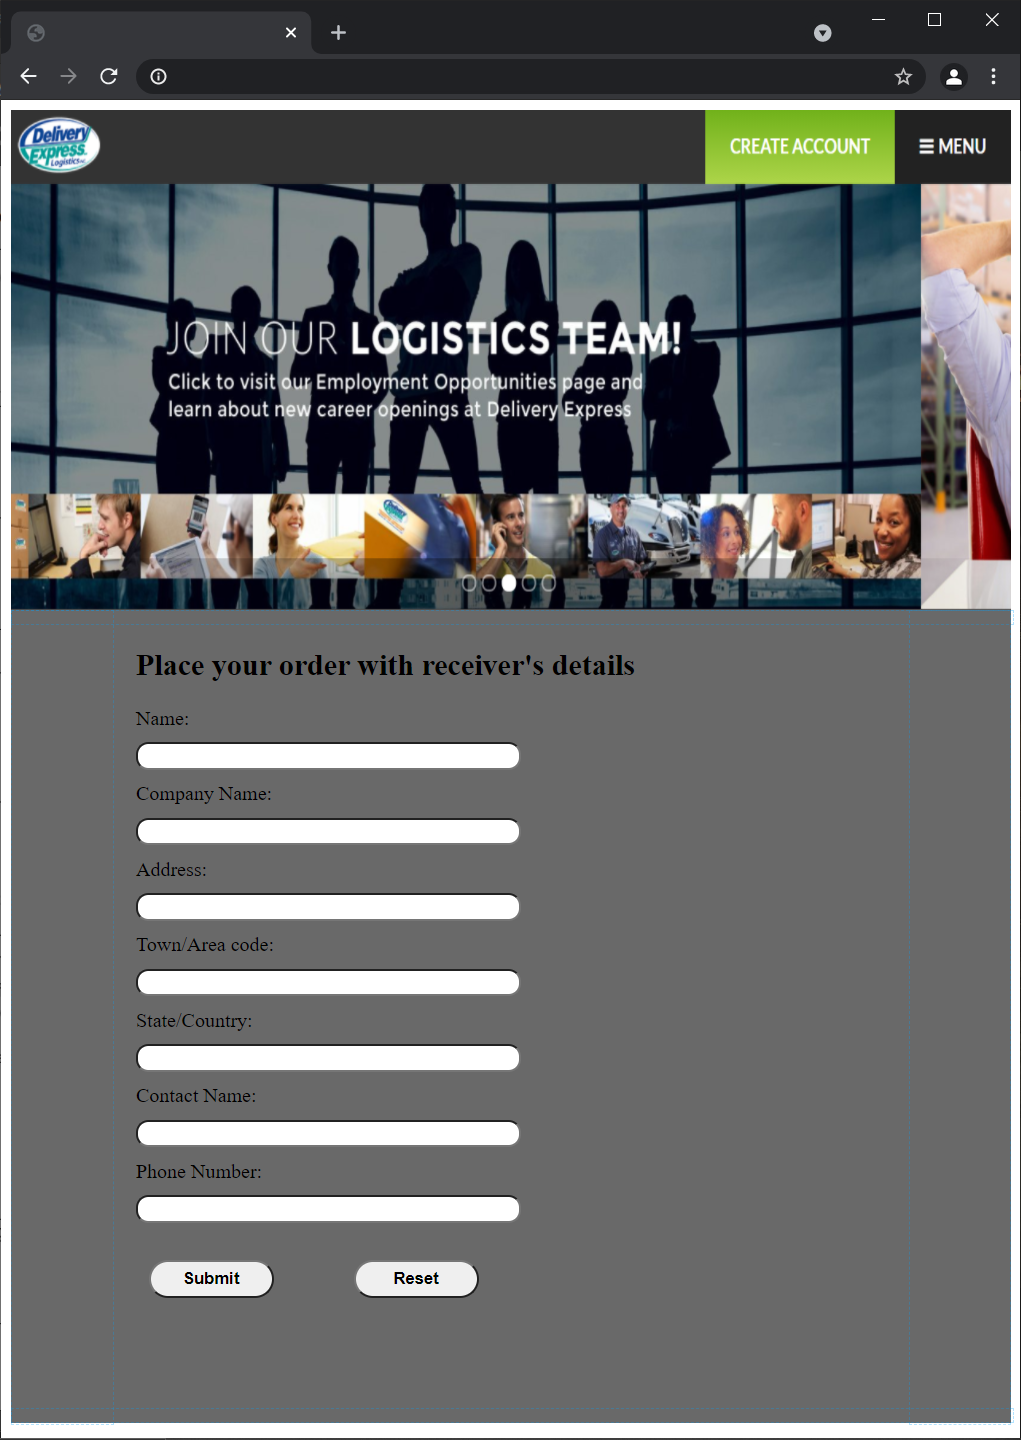 Delivery
Express
Logistics
CREATE ACCOUNT
MENU
JOIN OUR LOGISTICS TEAM!
Click to visit our Employment Opportunities page and
learn about new career openings at Delivery Express
Place your order with receiver's details
Name:
Company Name:
Address:
Town/Area code:
State/Country:
Contact Name:
Phone Number:
Submit
Reset